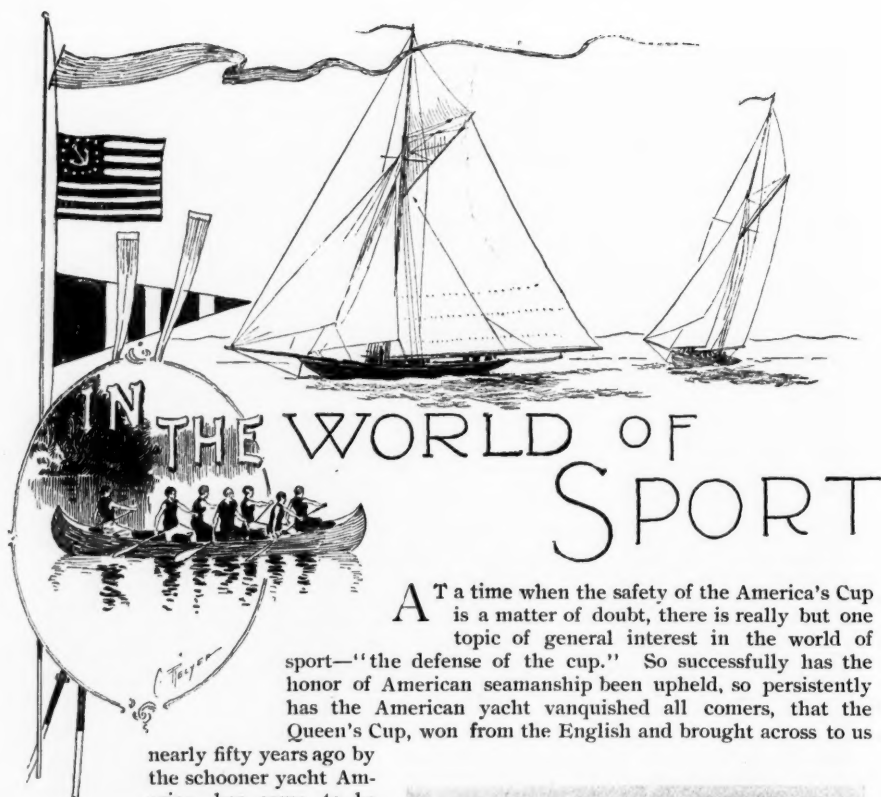 IN
THE WORLD OF
SPORT
AT a time when the safety of the America's Cup
is a matter of doubt, there is really but one
topic of general interest in the world of
sport—"the defense of the cup." So successfully has the
honor of American seamanship been upheld, so persistently
has the American yacht vanquished all comers, that the
Queen's Cup, won from the English and brought across to us
nearly fifty years ago by
the schooner yacht Am-